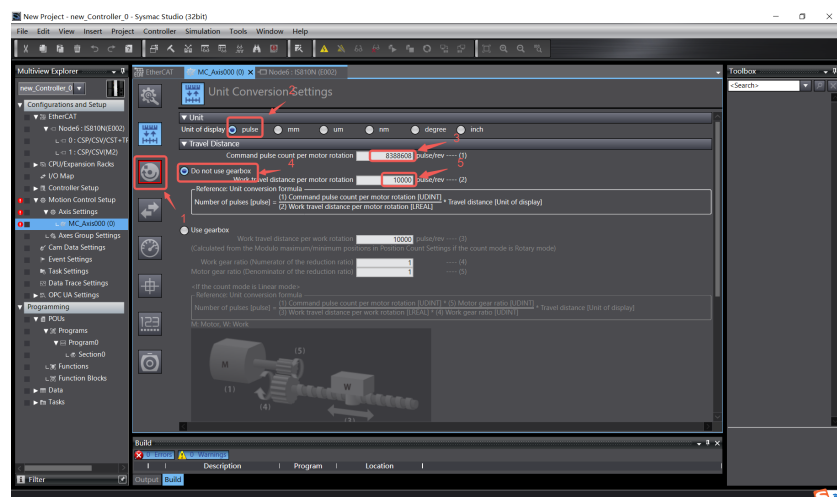 New Project - new_Controller_0 - Sysmac Studio (32bit)
File Edit View Insert Project Controller Simulation Tools Window Help
Multiview Explorer
new_Controller_0
Configurations and Setup
EtherCAT
Node6 : IS810N(E002)
0 : CSP/CSV/CST+TF
1 : CSP/CSV(M2)
CPU/Expansion Racks
I/O Map
Controller Setup
Motion Control Setup
Axis Settings
MC_Axis000 (0)
Axes Group Settings
Cam Data Settings
Event Settings
Task Settings
Data Trace Settings
OPC UA Settings
Programming
POUs
Programs
Program0
Section0
Functions
Function Blocks
Data
Tasks
Filter
EtherCAT MC_Axis000 (0) Node6 : IS810N (E002)
Unit Conversion Settings
2
Unit
Unit of display pulse mm um nm degree inch
Travel Distance
3
Command pulse count per motor rotation 8388608 pulse/rev ---- (1)
4
Do not use gearbox
5
Work travel distance per motor rotation 10000 pulse/rev ---- (2)
Reference: Unit conversion formula
Number of pulses [pulse] = (1) Command pulse count per motor rotation [UDINT] * Travel distance [Unit of display]
(2) Work travel distance per motor rotation [LREAL]
1
Use gearbox
Work travel distance per work rotation 10000 pulse/rev ---- (3)
(Calculated from the Modulo maximum/minimum positions in Position Count Settings if the count mode is Rotary mode)
Work gear ratio (Numerator of the reduction ratio) 1 ---- (4)
Motor gear ratio (Denominator of the reduction ratio) 1 ---- (5)
<If the count mode is Linear mode>
Reference: Unit conversion formula
Number of pulses [pulse] = (1) Command pulse count per motor rotation [UDINT] * (5) Motor gear ratio [UDINT] * Travel distance [Unit of display]
(3) Work travel distance per work rotation [LREAL] * (4) Work gear ratio [UDINT]
M: Motor, W: Work
(5)
M
W
(1)
(4)
(3)
123
Toolbox
<Search>
Build
0 Errors 0 Warnings
Description Program Location
Output Build